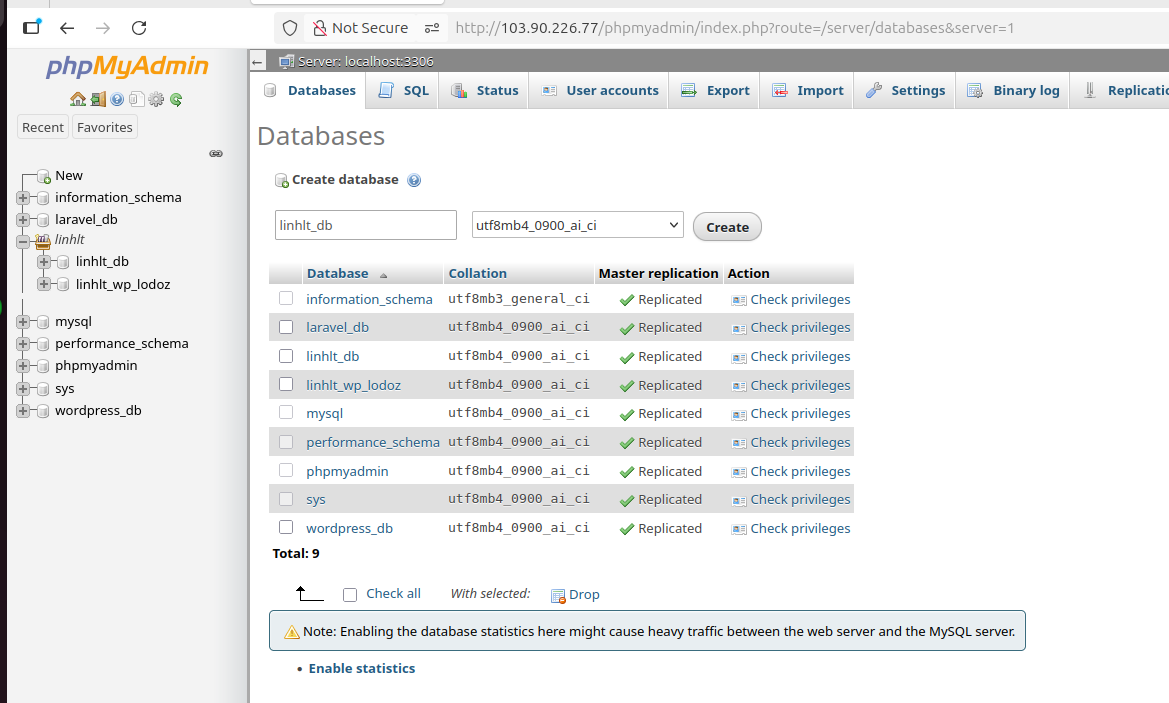 Not Secure http://103.90.226.77/phpmyadmin/index.php?route=/server/databases&server=1
phpMyAdmin
Recent Favorites
New
information_schema
laravel_db
linhlt
linhlt_db
linhlt_wp_lodoz
mysql
performance_schema
phpmyadmin
sys
wordpress_db
Server: localhost:3306
Databases SQL Status User accounts Export Import Settings Binary log Replicatio
Databases
Create database
linhlt_db utf8mb4_0900_ai_ci Create
Database Collation Master replication Action
information_schema utf8mb3_general_ci Replicated Check privileges
laravel_db utf8mb4_0900_ai_ci Replicated Check privileges
linhlt_db utf8mb4_0900_ai_ci Replicated Check privileges
linhlt_wp_lodoz utf8mb4_0900_ai_ci Replicated Check privileges
mysql utf8mb4_0900_ai_ci Replicated Check privileges
performance_schema utf8mb4_0900_ai_ci Replicated Check privileges
phpmyadmin utf8mb4_0900_ai_ci Replicated Check privileges
sys utf8mb4_0900_ai_ci Replicated Check privileges
wordpress_db utf8mb4_0900_ai_ci Replicated Check privileges
Total: 9
Check all With selected: Drop
Note: Enabling the database statistics here might cause heavy traffic between the web server and the MySQL server.
• Enable statistics